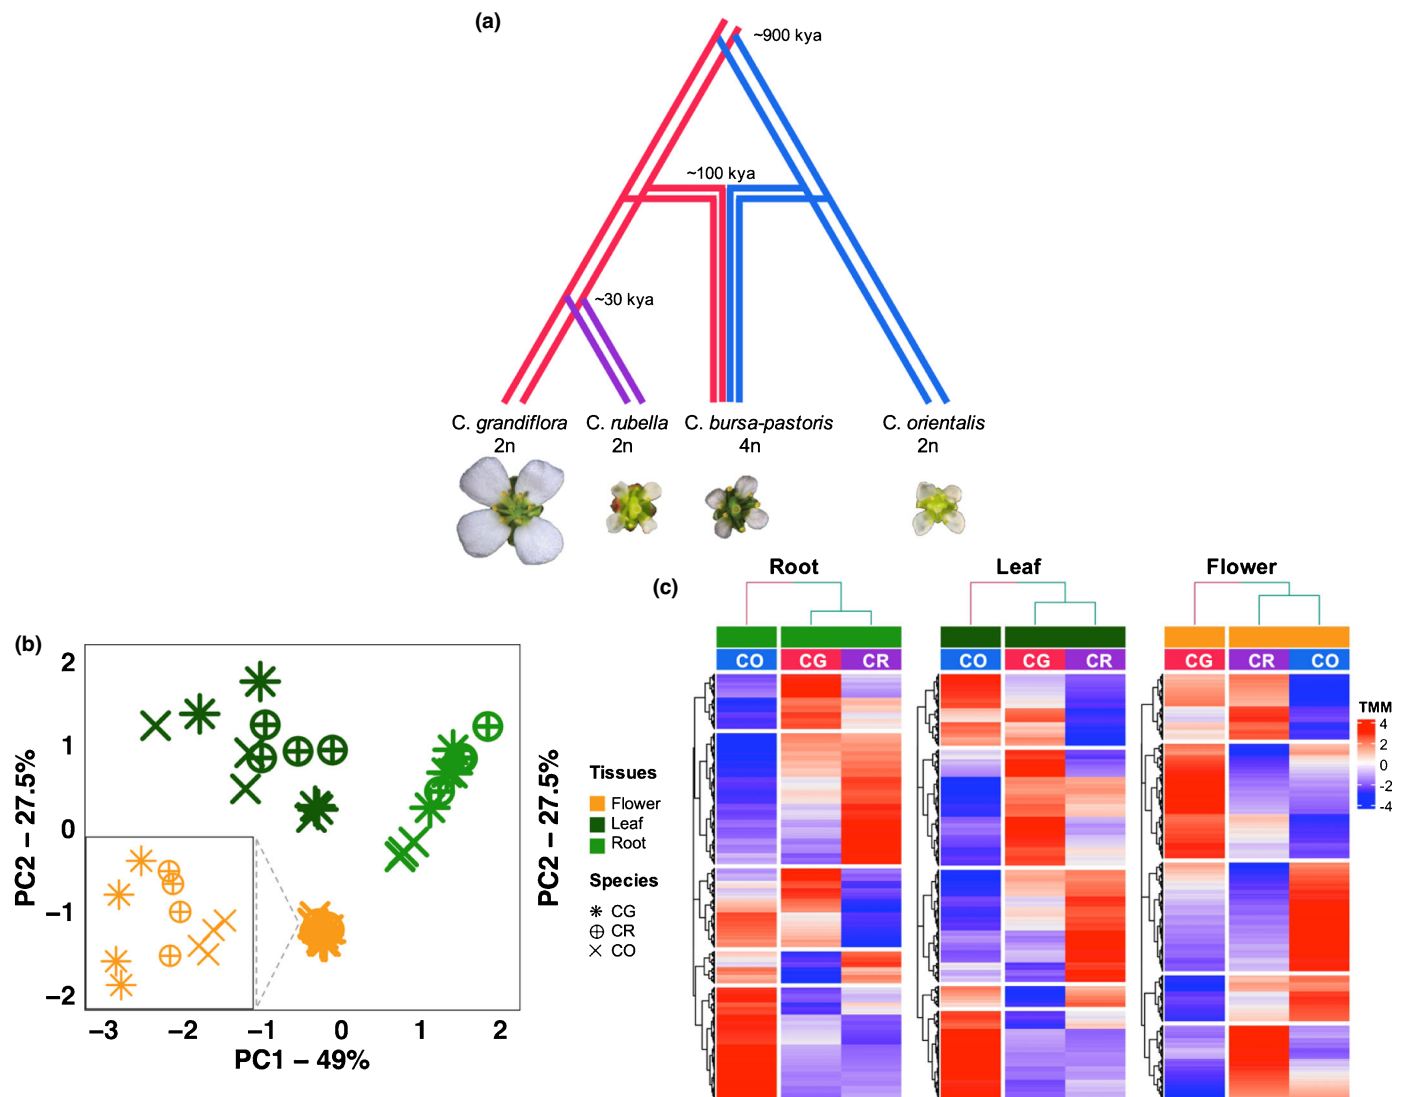 (a)
~900 kya
~100 kya
~30 kya
C. grandiflora
2n
C. rubella
2n
C. bursa-pastoris
4n
C. orientalis
2n
(b)
PC2 – 27.5%
2
1
0
−1
−2
−3
−2
−1
0
1
2
PC1 – 49%
PC2 – 27.5%
Tissues
Flower
Leaf
Root
Species
CG
CR
CO
(c)
Root
Leaf
Flower
CO CG CR
CO CG CR
CG CR CO
TMM
4
2
0
−2
−4